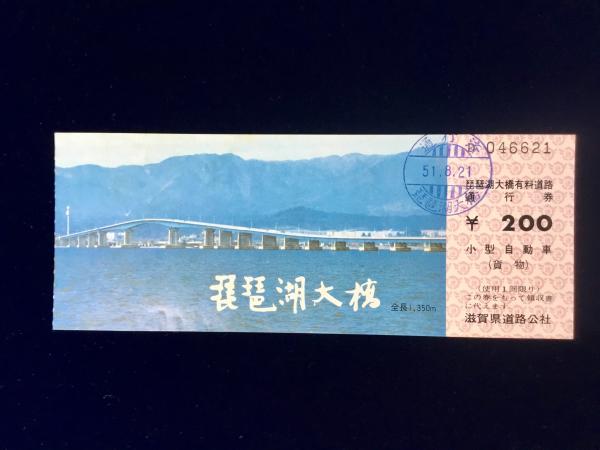 琵琶湖大橋
全長1,350m
D 046621
51.8.21
琵琶湖大橋有料道路
通行券
¥ 200
小型自動車
(貨物)
(使用1回限り)
この券をもって領収書
に代えます。
滋賀県道路公社